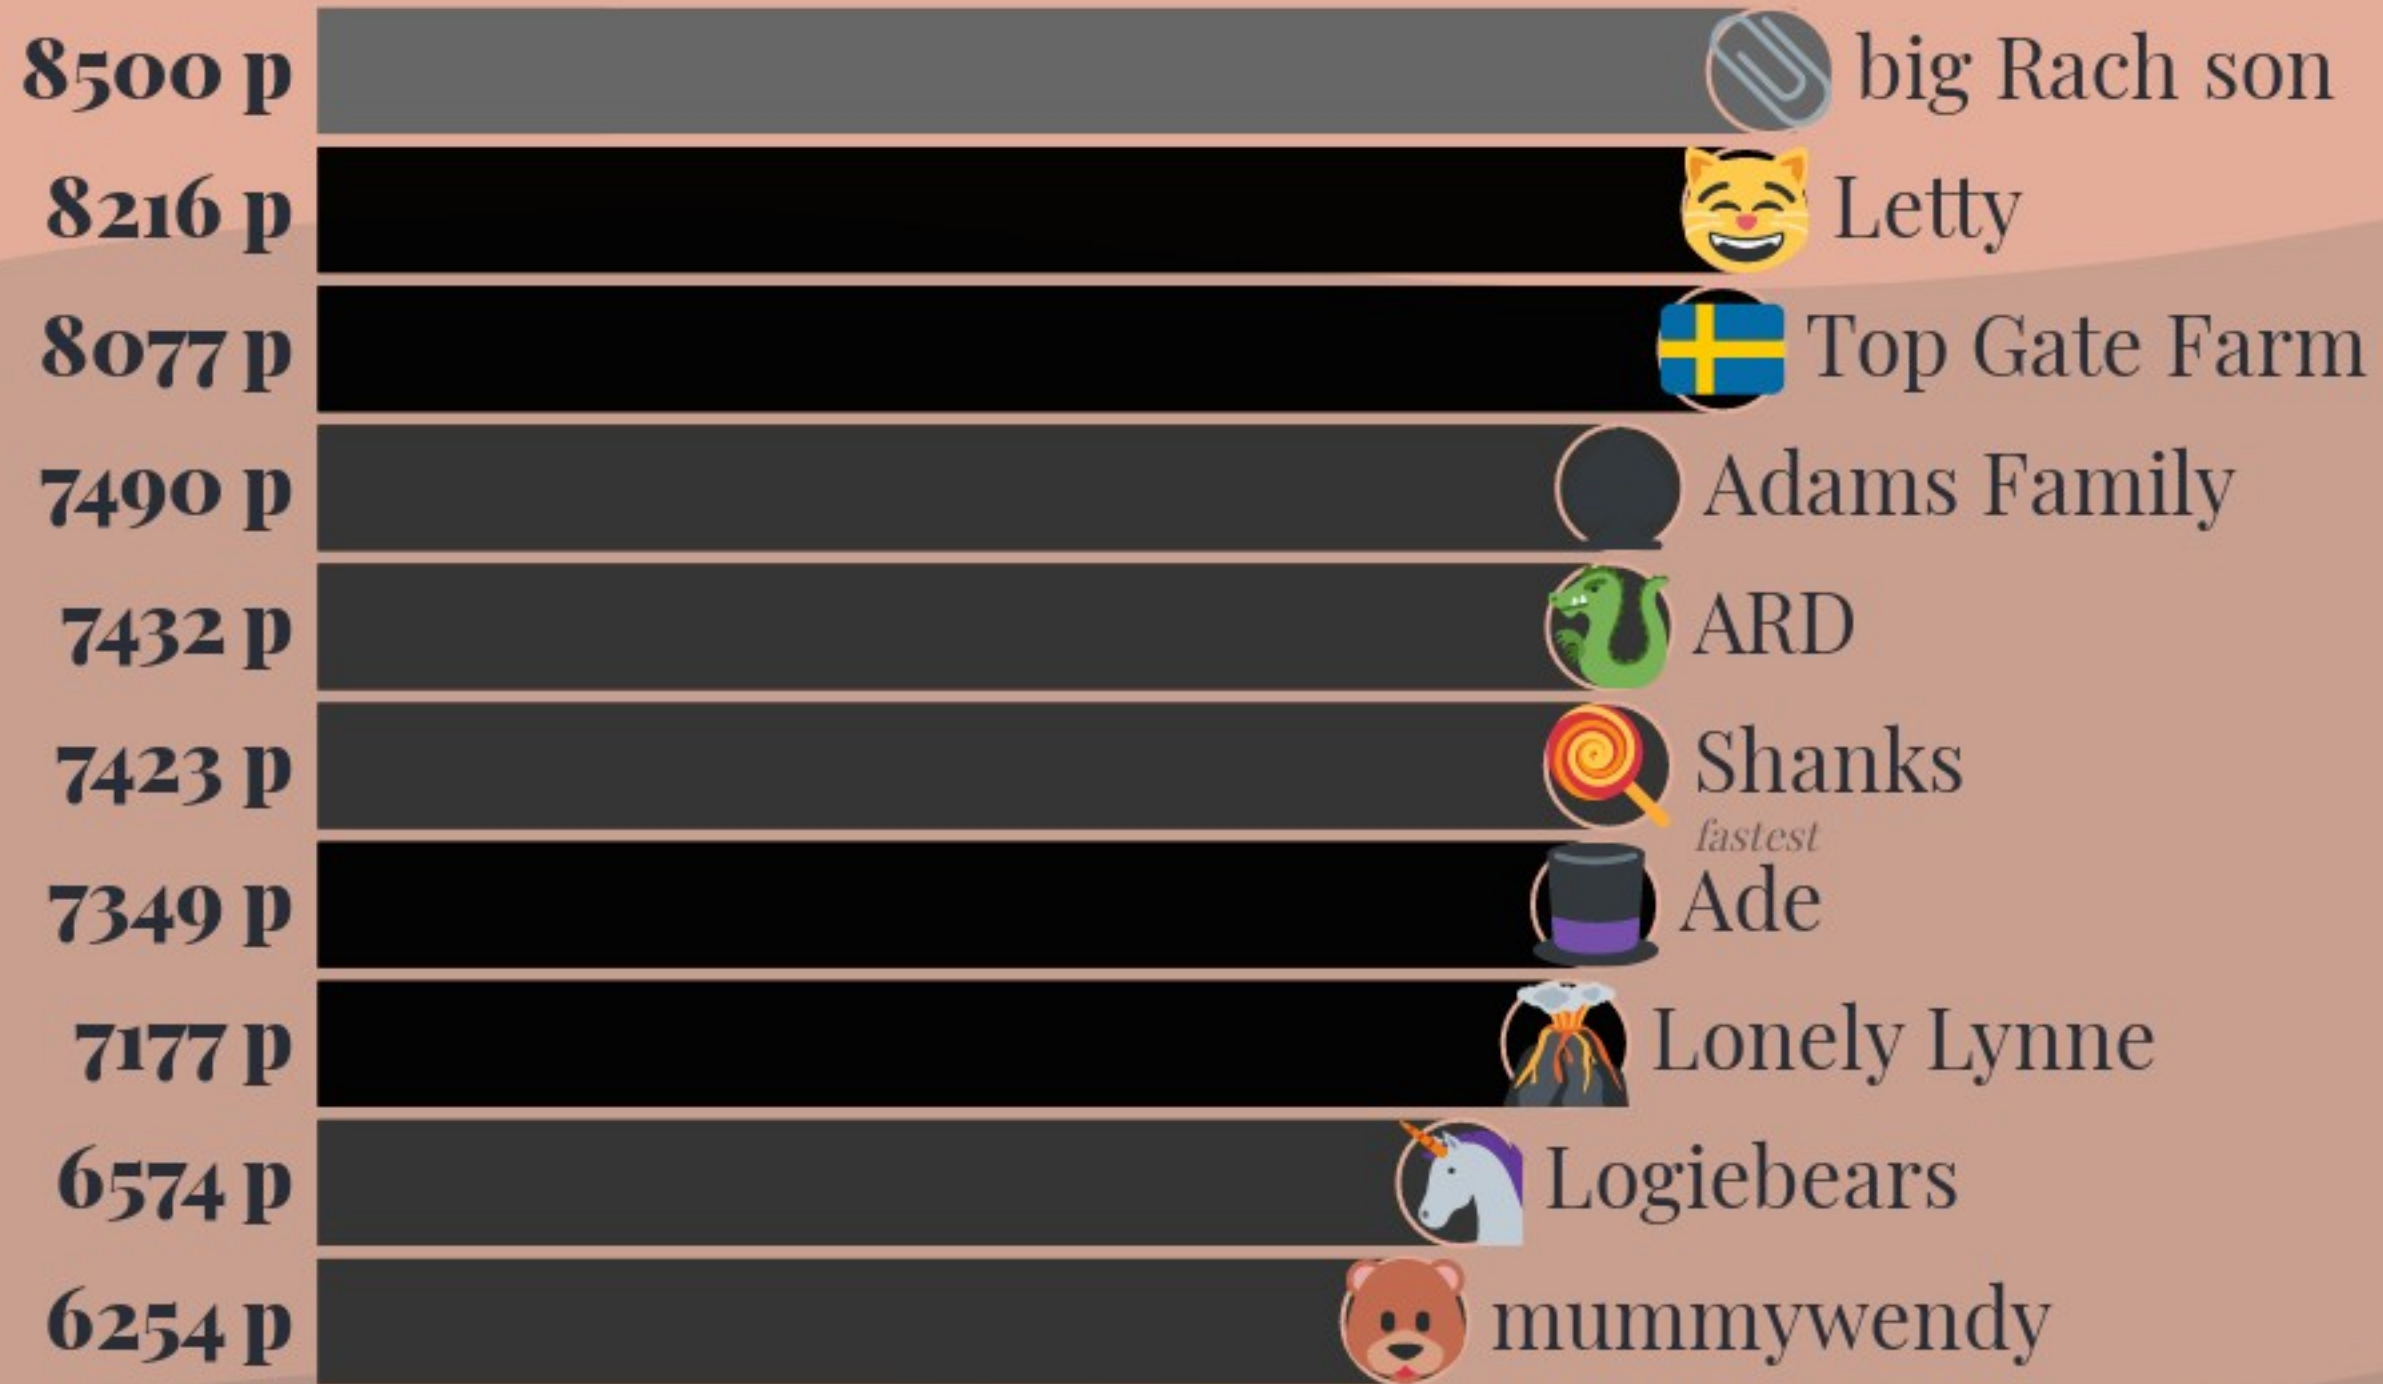 8500 p big Rach son
8216 p Letty
8077 p Top Gate Farm
7490 p Adams Family
7432 p ARD
7423 p Shanks
fastest
7349 p Ade
7177 p Lonely Lynne
6574 p Logiebears
6254 p mummywendy